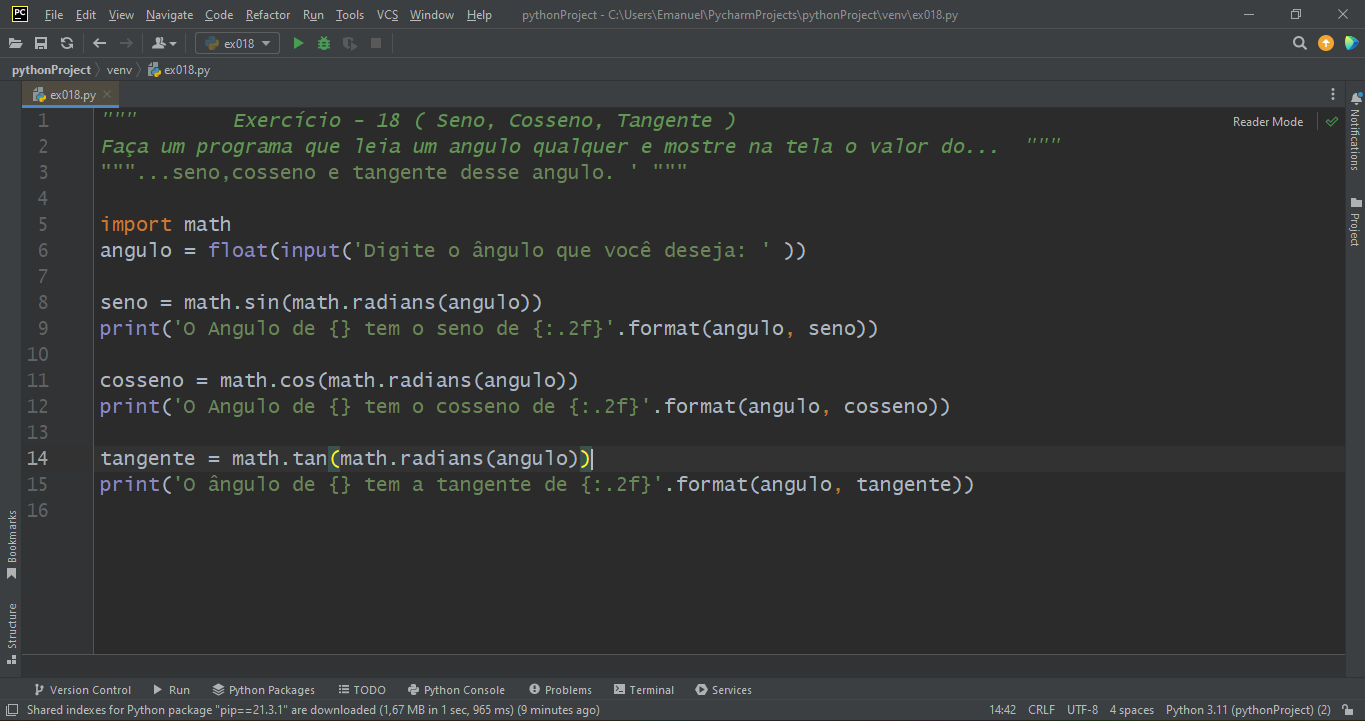 PC File Edit View Navigate Code Refactor Run Tools VCS Window Help pythonProject - C:\Users\Emanuel\PycharmProjects\pythonProject\venv\ex018.py
ex018
pythonProject venv ex018.py
ex018.py
Reader Mode
1 """        Exercício - 18 ( Seno, Cosseno, Tangente )
2 Faça um programa que leia um angulo qualquer e mostre na tela o valor do...  """
3 """...seno,cosseno e tangente desse angulo. ' """
4
5 import math
6 angulo = float(input('Digite o ângulo que você deseja: ' ))
7
8 seno = math.sin(math.radians(angulo))
9 print('O Angulo de {} tem o seno de {:.2f}'.format(angulo, seno))
10
11 cosseno = math.cos(math.radians(angulo))
12 print('O Angulo de {} tem o cosseno de {:.2f}'.format(angulo, cosseno))
13
14 tangente = math.tan(math.radians(angulo))
15 print('O ângulo de {} tem a tangente de {:.2f}'.format(angulo, tangente))
16
Notifications
Project
Bookmarks
Structure
Version Control Run Python Packages TODO Python Console Problems Terminal Services
Shared indexes for Python package "pip==21.3.1" are downloaded (1,67 MB in 1 sec, 965 ms) (9 minutes ago) 14:42 CRLF UTF-8 4 spaces Python 3.11 (pythonProject) (2)